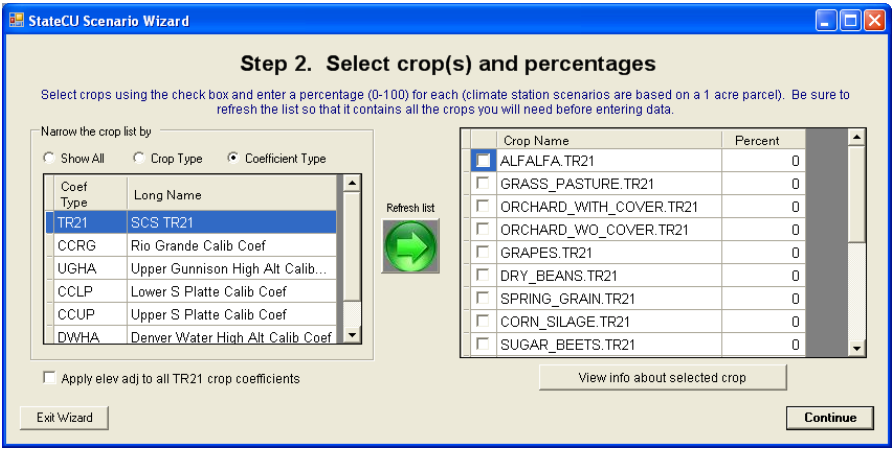 StateCU Scenario Wizard
Step 2. Select crop(s) and percentages
Select crops using the check box and enter a percentage (0-100) for each (climate station scenarios are based on a 1 acre parcel). Be sure to
refresh the list so that it contains all the crops you will need before entering data.
Narrow the crop list by
Show All Crop Type Coefficient Type
Coef
Type
Long Name
TR21 SCS TR21
CCRG Rio Grande Calib Coef
UGHA Upper Gunnison High Alt Calib...
CCLP Lower S Platte Calib Coef
CCUP Upper S Platte Calib Coef
DWHA Denver Water High Alt Calib Coef
Apply elev adj to all TR21 crop coefficients
Refresh list
Crop Name Percent
ALFALFA.TR21 0
GRASS_PASTURE.TR21 0
ORCHARD_WITH_COVER.TR21 0
ORCHARD_WO_COVER.TR21 0
GRAPES.TR21 0
DRY_BEANS.TR21 0
SPRING_GRAIN.TR21 0
CORN_SILAGE.TR21 0
SUGAR_BEETS.TR21 0
View info about selected crop
Exit Wizard
Continue